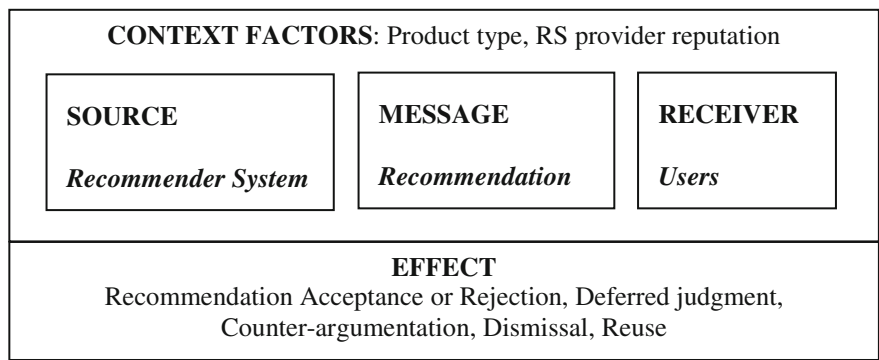 CONTEXT FACTORS: Product type, RS provider reputation
SOURCE
Recommender System
MESSAGE
Recommendation
RECEIVER
Users
EFFECT
Recommendation Acceptance or Rejection, Deferred judgment,
Counter-argumentation, Dismissal, Reuse